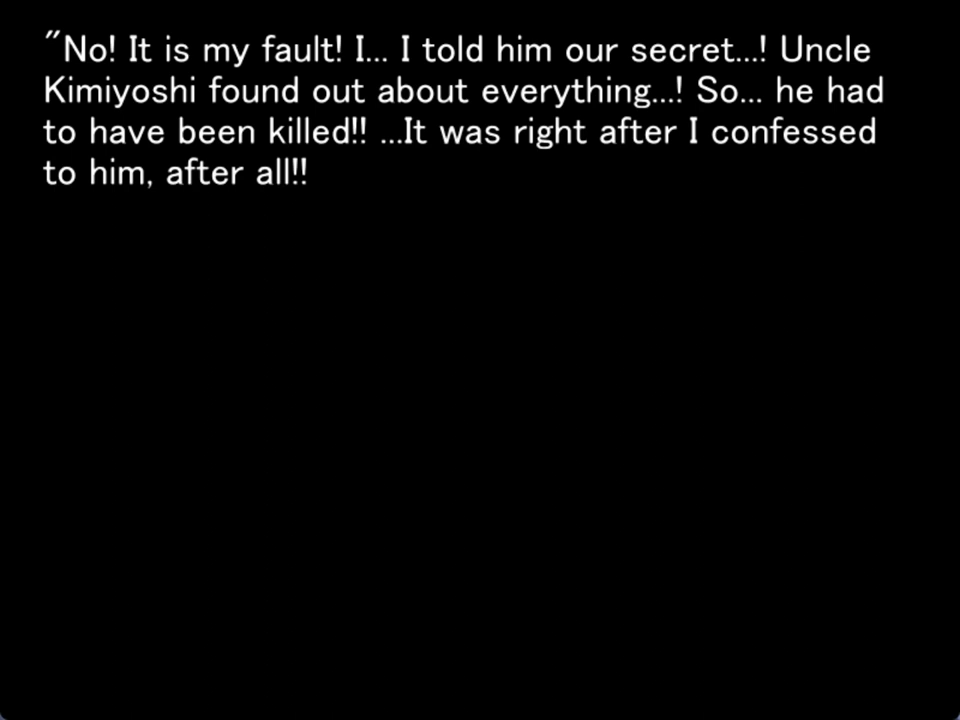 "No! It is my fault! I... I told him our secret...! Uncle
Kimiyoshi found out about everything...! So... he had
to have been killed!! ...It was right after I confessed
to him, after all!!